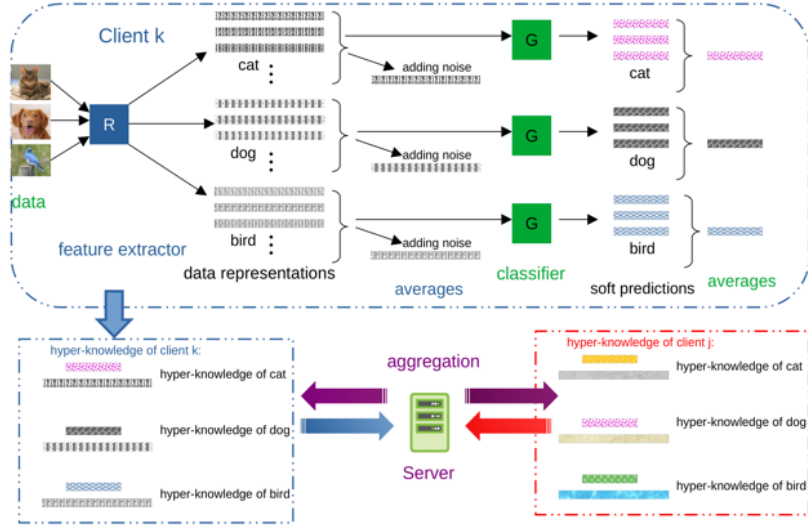 Client k
R
data
feature extractor
cat
dog
bird
data representations
adding noise
adding noise
adding noise
averages
G
G
G
classifier
cat
dog
bird
soft predictions
averages
hyper-knowledge of client k:
hyper-knowledge of cat
hyper-knowledge of dog
hyper-knowledge of bird
aggregation
Server
hyper-knowledge of client j:
hyper-knowledge of cat
hyper-knowledge of dog
hyper-knowledge of bird